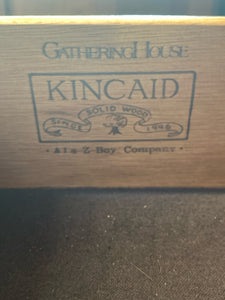 GATHERINGHOUSE
KINCAID
SOLID WOOD
SINCE 1946
· A La Z Boy Company ·